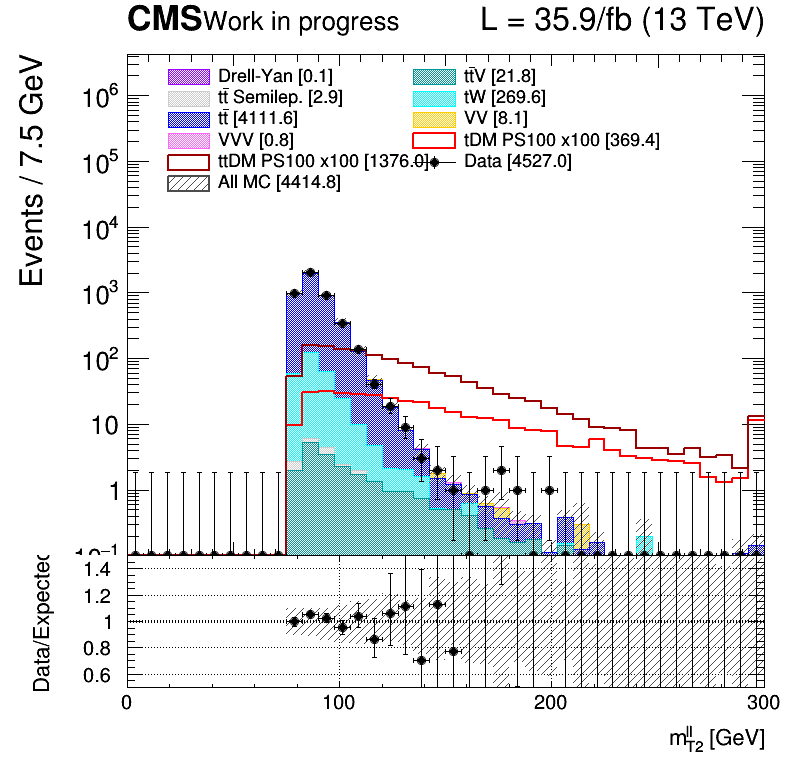 CMS Work in progress L = 35.9/fb (13 TeV)
Events / 7.5 GeV
Drell-Yan [0.1] tt̄V [21.8]
tt̄ Semilep. [2.9] tW [269.6]
tt̄ [4111.6] VV [8.1]
VVV [0.8] tDM PS100 x100 [369.4]
ttDM PS100 x100 [1376.0] Data [4527.0]
All MC [4414.8]
10⁶
10⁵
10⁴
10³
10²
10
1
10⁻¹
Data/Expected
1.4
1.2
1
0.8
0.6
0 100 200 300
m^{ll}_{T2} [GeV]